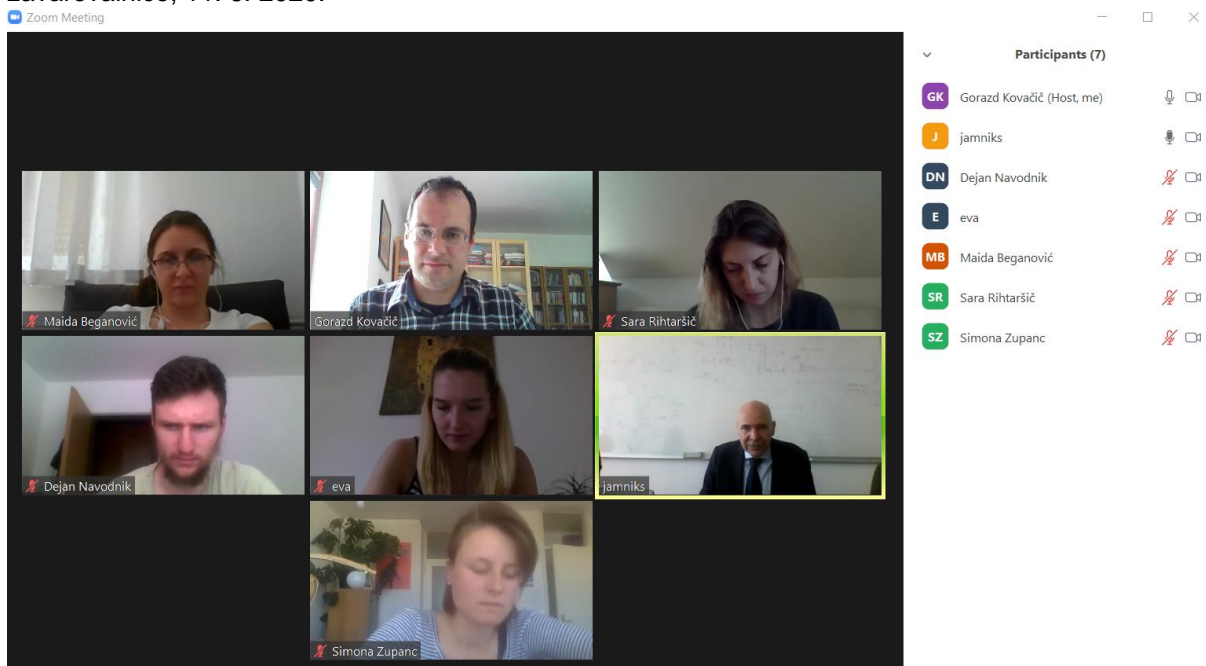 Zoom Meeting
Participants (7)
GK Gorazd Kovačič (Host, me)
J jamniks
DN Dejan Navodnik
E eva
MB Maida Beganović
SR Sara Rihtaršič
SZ Simona Zupanc
Maida Beganović
Gorazd Kovačič
Sara Rihtaršič
Dejan Navodnik
eva
jamniks
Simona Zupanc